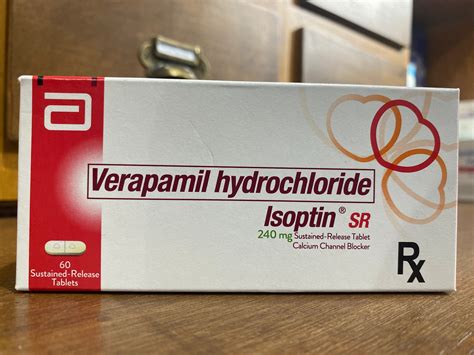 Verapamil hydrochloride
Isoptin® SR
240 mg Sustained-Release Tablet
Calcium Channel Blocker
60
Sustained-Release
Tablets
Rx